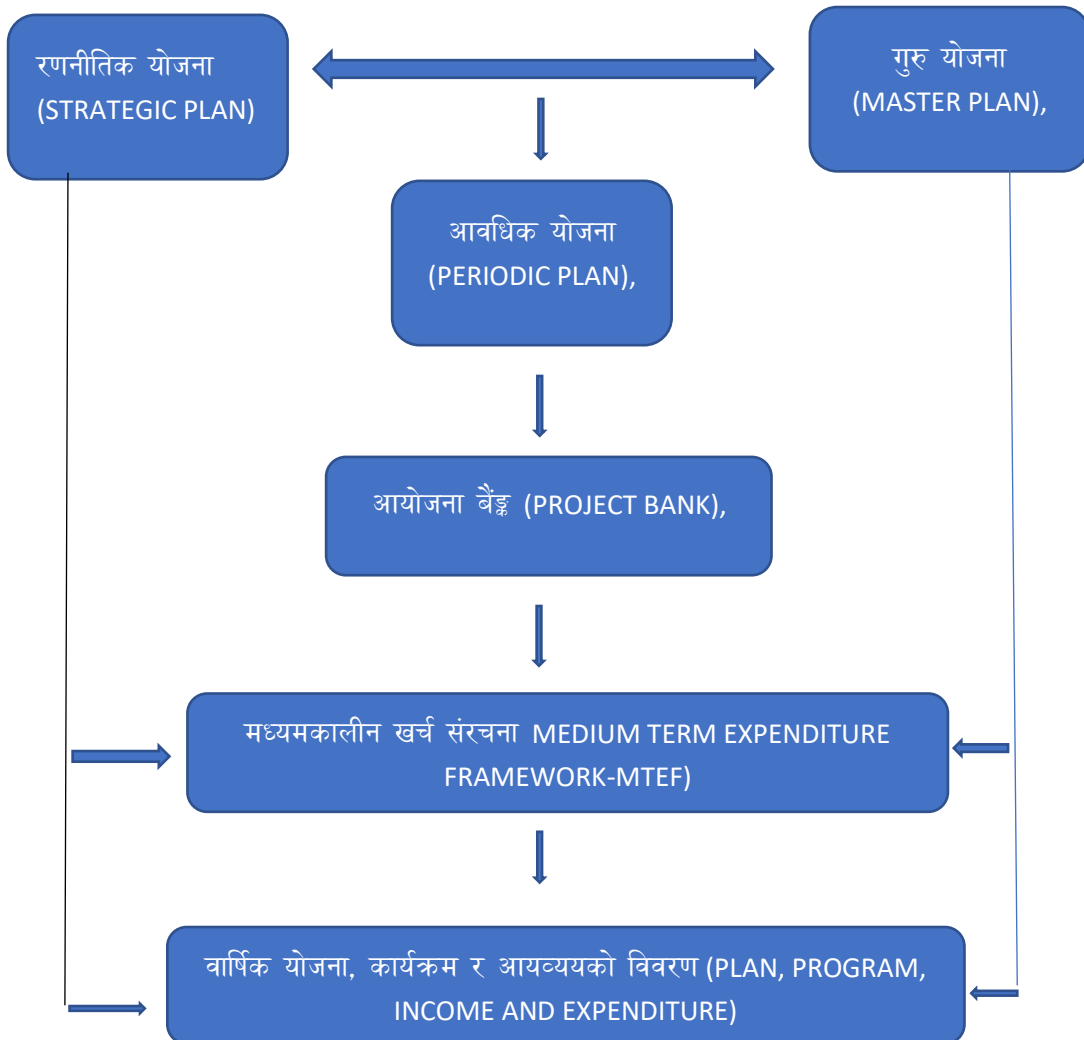 रणनीतिक योजना
(STRATEGIC PLAN)
गुरु योजना
(MASTER PLAN),
आवधिक योजना
(PERIODIC PLAN),
आयोजना बैंङ्क (PROJECT BANK),
मध्यमकालीन खर्च संरचना MEDIUM TERM EXPENDITURE
FRAMEWORK-MTEF)
वार्षिक योजना, कार्यक्रम र आयव्ययको विवरण (PLAN, PROGRAM,
INCOME AND EXPENDITURE)